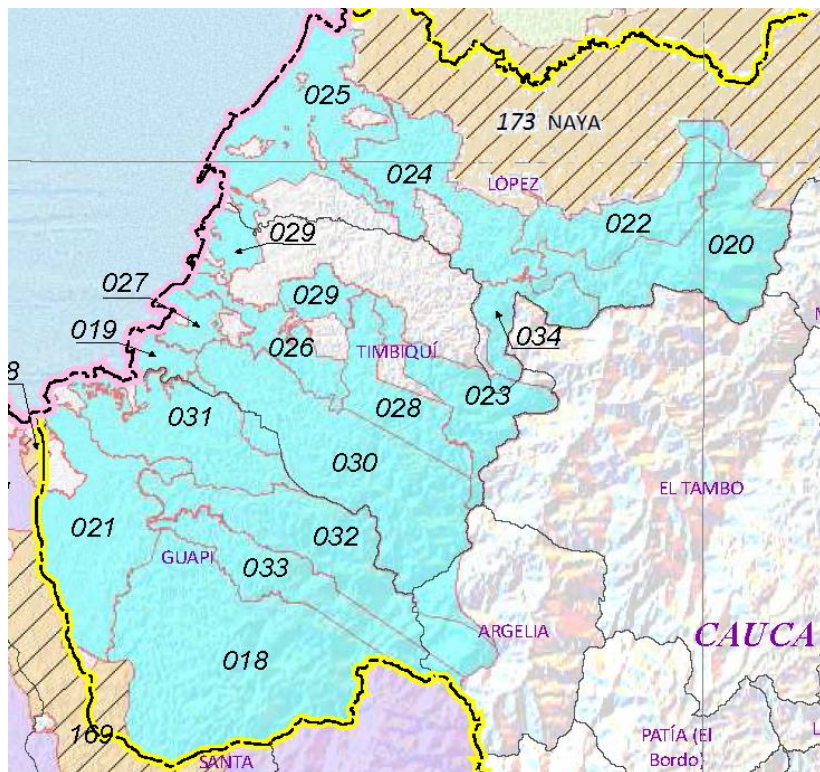 025
173 NAYA
024
LÓPEZ
022
020
029
027
029
019
026
TIMBIQUÍ
034
8
023
031
028
030
EL TAMBO
021
032
GUAPI
033
ARGELIA
CAUCA
018
169
SANTA
PATÍA (El
Bordo)